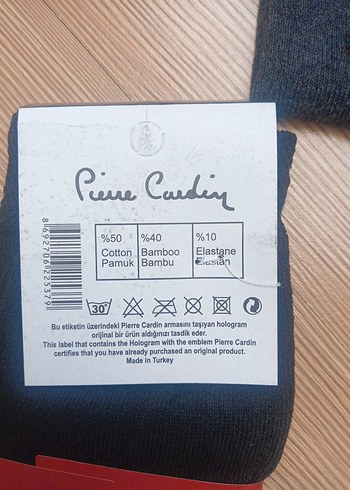 Pierre Cardin
%50 %40 %10
Cotton Bamboo Elastane
Pamuk Bambu Elastan
8692706225379
30°
Bu etiketin üzerindeki Pierre Cardin armasını taşıyan hologram
orijinal bir ürün aldığınızı tasdik eder.
This label that contains the Hologram with the emblem Pierre Cardin
certifies that you have already purchased an original product.
Made in Turkey